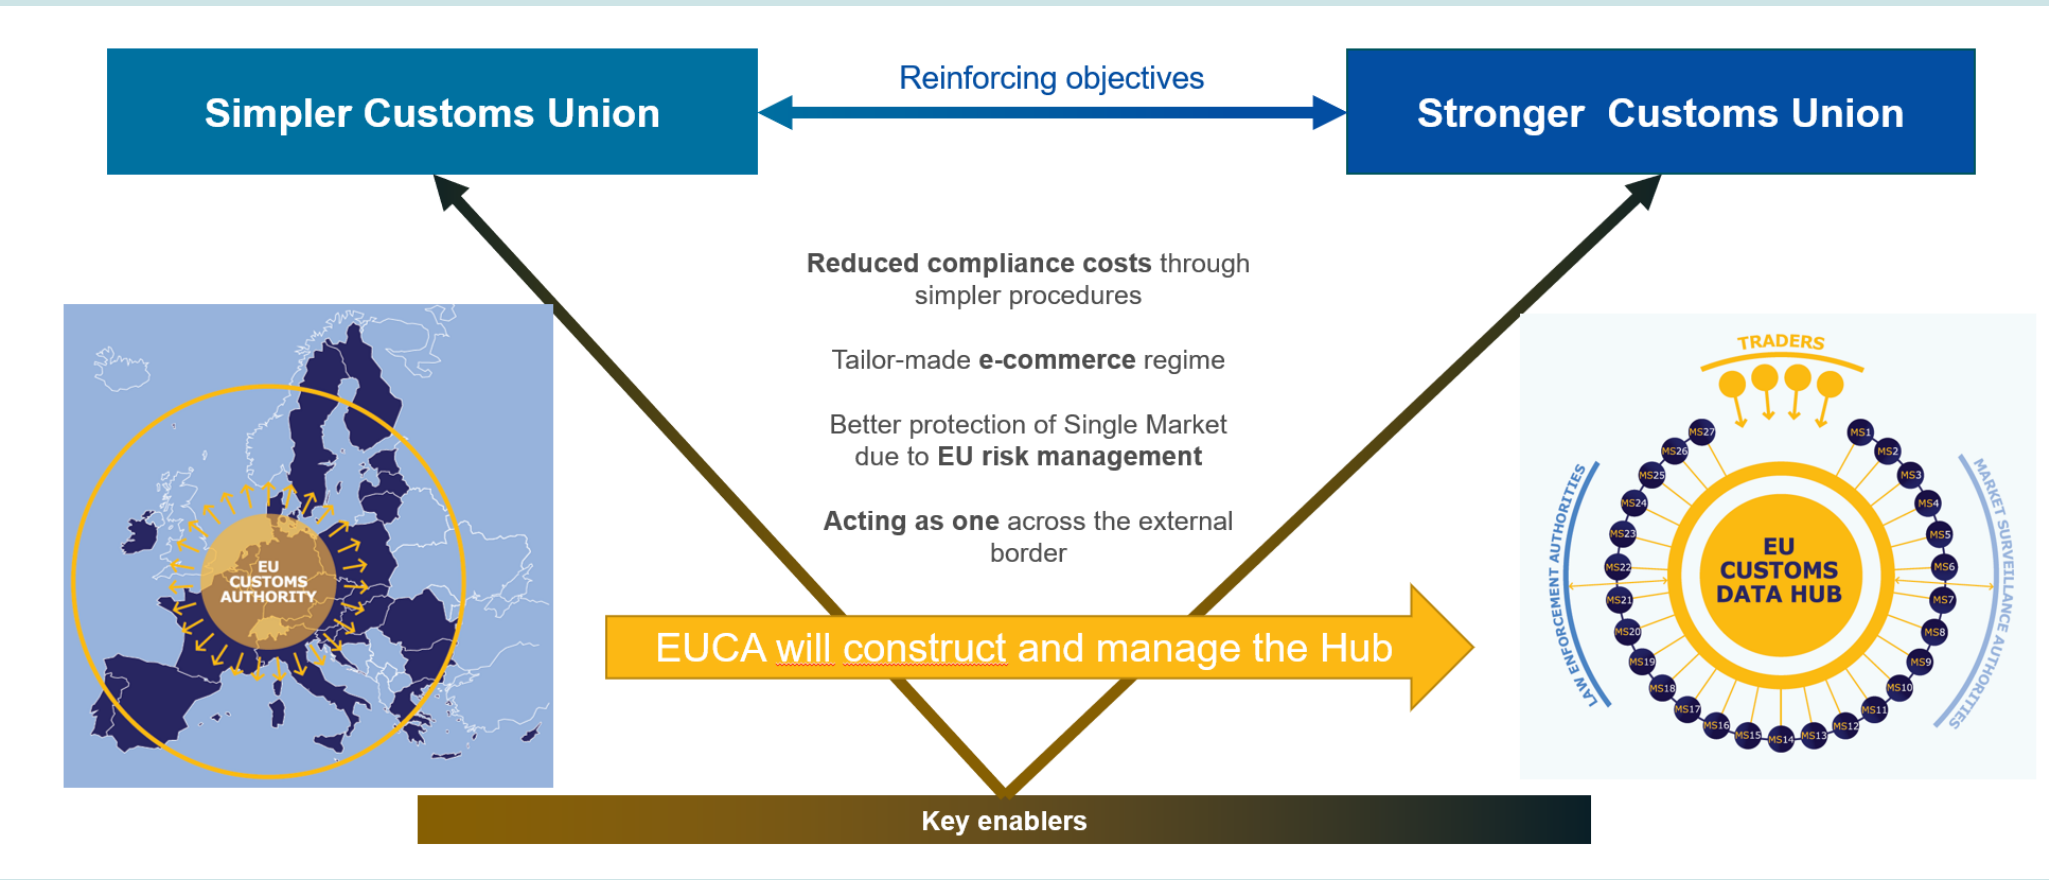 Simpler Customs Union
Reinforcing objectives
Stronger  Customs Union
Reduced compliance costs through
simpler procedures
Tailor-made e-commerce regime
Better protection of Single Market
due to EU risk management
Acting as one across the external
border
EU
CUSTOMS
AUTHORITY
EUCA will construct and manage the Hub
TRADERS
LAW ENFORCEMENT AUTHORITIES
MARKET SURVEILLANCE AUTHORITIES
EU
CUSTOMS
DATA HUB
MS1
MS2
MS3
MS4
MS5
MS6
MS7
MS8
MS9
MS10
MS11
MS12
MS13
MS14
MS15
MS16
MS17
MS18
MS19
MS20
MS21
MS22
MS23
MS24
MS25
MS26
MS27
Key enablers